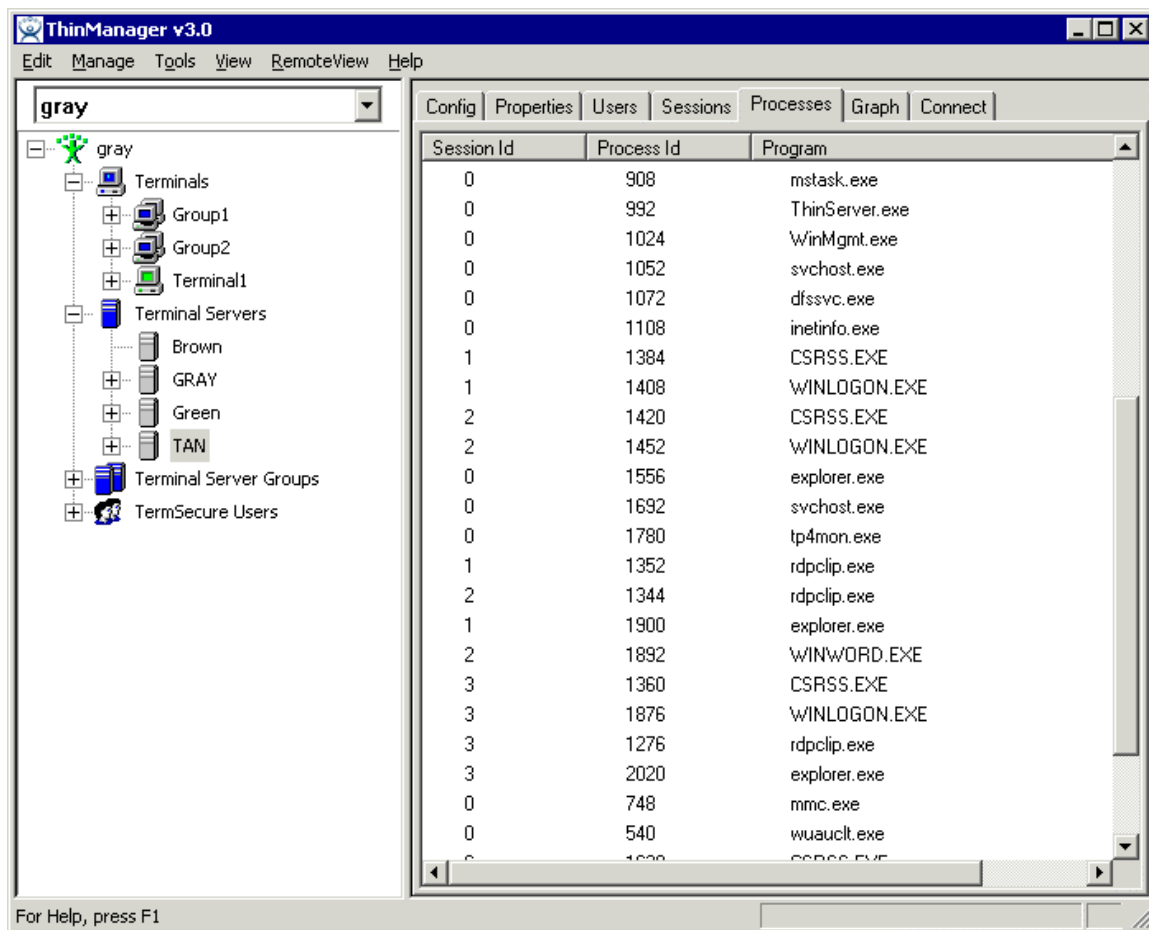 ThinManager v3.0
Edit Manage Tools View RemoteView Help
gray
Config Properties Users Sessions Processes Graph Connect
gray
Terminals
Group1
Group2
Terminal1
Terminal Servers
Brown
GRAY
Green
TAN
Terminal Server Groups
TermSecure Users
Session Id Process Id Program
0 908 mstask.exe
0 992 ThinServer.exe
0 1024 WinMgmt.exe
0 1052 svchost.exe
0 1072 dfssvc.exe
0 1108 inetinfo.exe
1 1384 CSRSS.EXE
1 1408 WINLOGON.EXE
2 1420 CSRSS.EXE
2 1452 WINLOGON.EXE
0 1556 explorer.exe
0 1692 svchost.exe
0 1780 tp4mon.exe
1 1352 rdpclip.exe
2 1344 rdpclip.exe
1 1900 explorer.exe
2 1892 WINWORD.EXE
3 1360 CSRSS.EXE
3 1876 WINLOGON.EXE
3 1276 rdpclip.exe
3 2020 explorer.exe
0 748 mmc.exe
0 540 wuauclt.exe
For Help, press F1